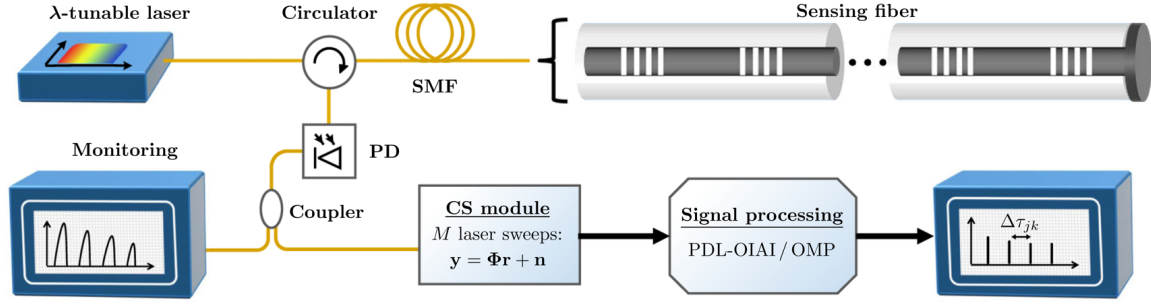 λ-tunable laser
Circulator
SMF
Sensing fiber
Monitoring
PD
Coupler
CS module
M laser sweeps:
y = Φr + n
Signal processing
PDL-OIAI / OMP
Δτjk